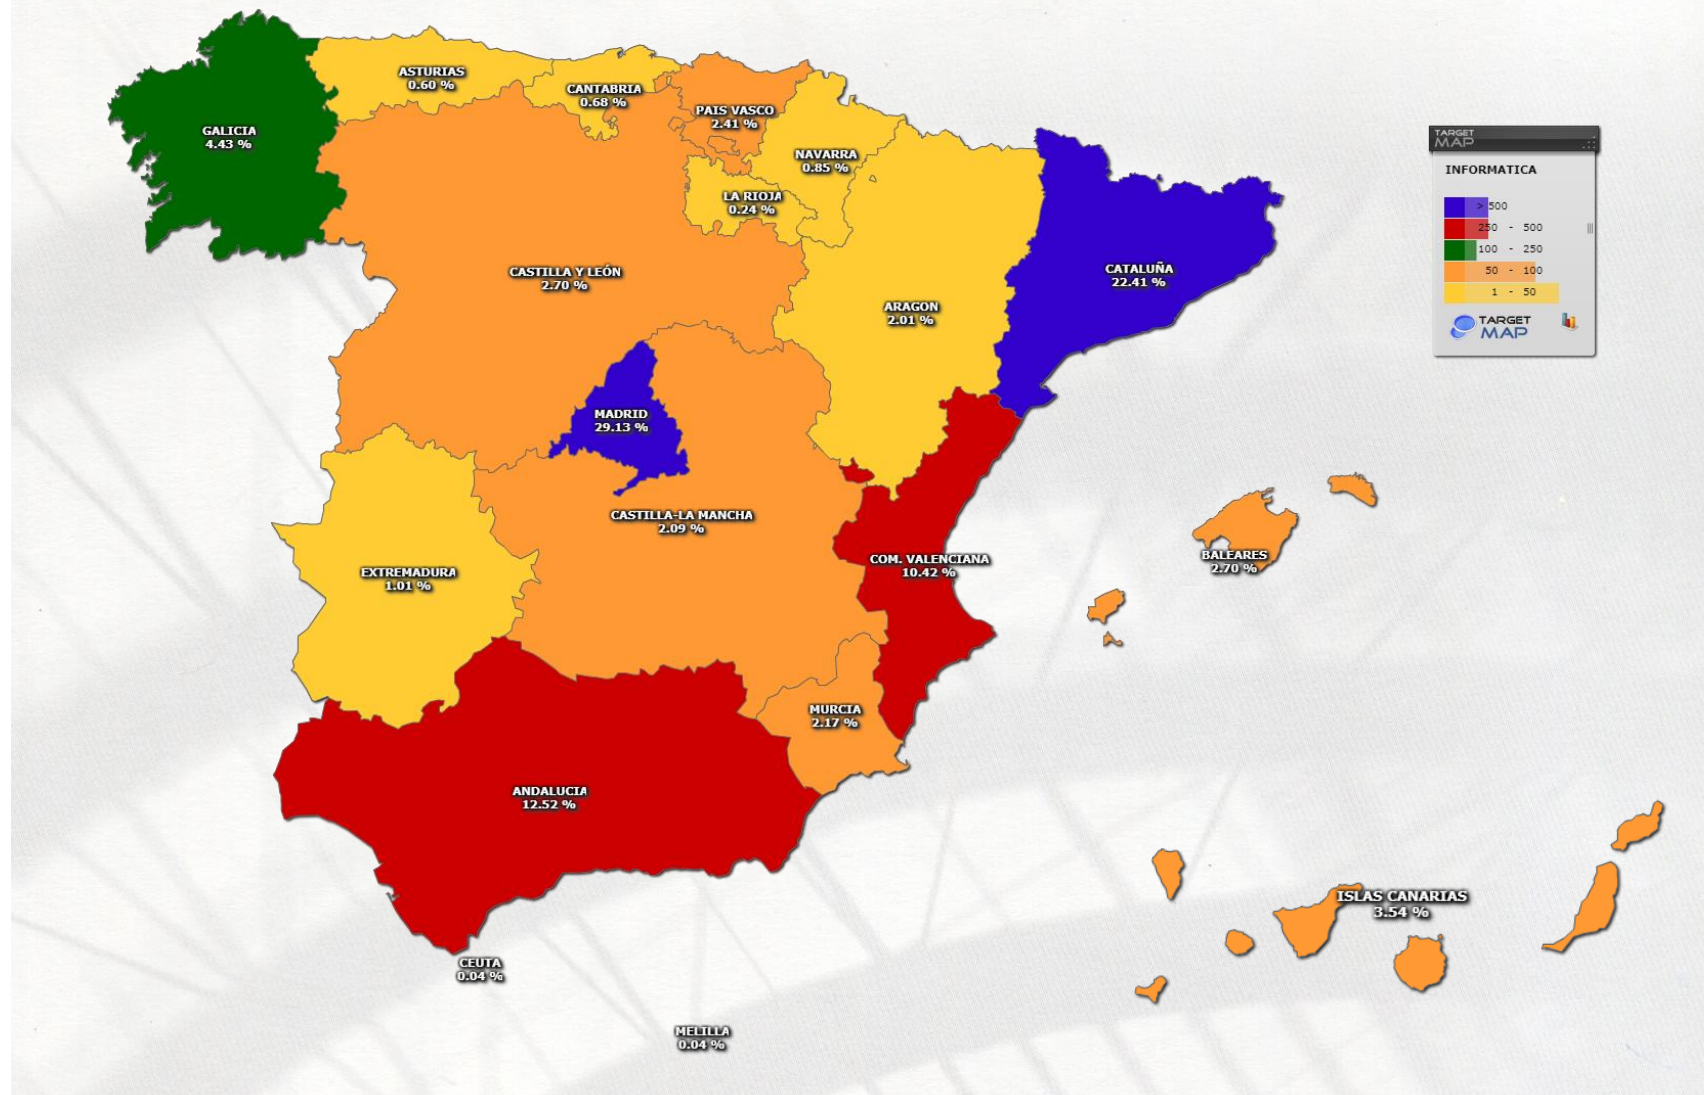 ASTURIAS
0.60 %
CANTABRIA
0.68 %
PAIS VASCO
2.41 %
GALICIA
4.43 %
NAVARRA
0.85 %
LA RIOJA
0.24 %
CASTILLA Y LEÓN
2.70 %
ARAGON
2.01 %
CATALUÑA
22.41 %
MADRID
29.13 %
CASTILLA-LA MANCHA
2.09 %
EXTREMADURA
1.01 %
COM. VALENCIANA
10.42 %
BALEARES
2.70 %
MURCIA
2.17 %
ANDALUCIA
12.52 %
ISLAS CANARIAS
3.54 %
CEUTA
0.04 %
MELILLA
0.04 %
TARGET
MAP
INFORMATICA
> 500
250 - 500
100 - 250
50 - 100
1 - 50
TARGET
MAP